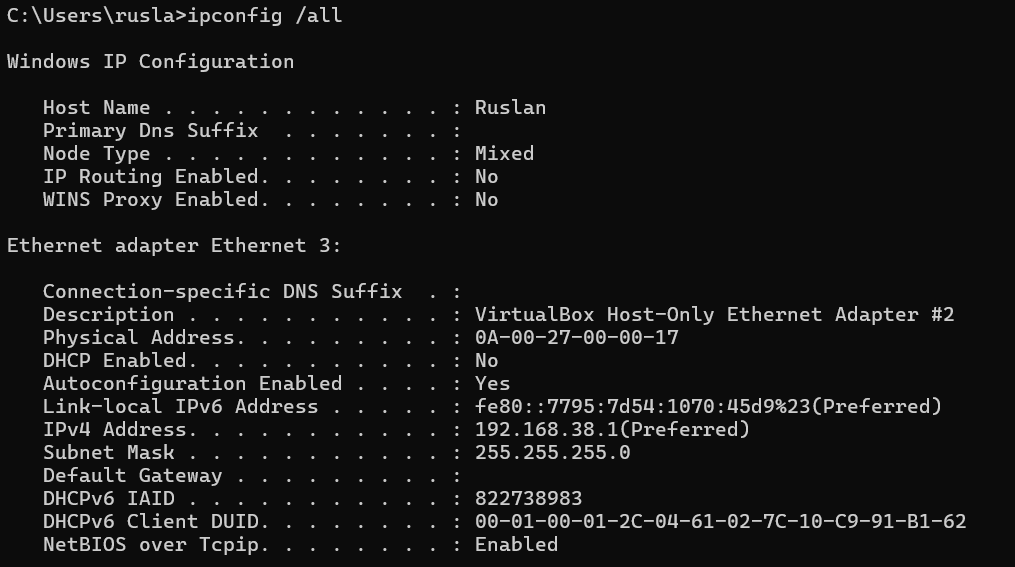 C:\Users\rusla>ipconfig /all
Windows IP Configuration
Host Name . . . . . . . . . . . . : Ruslan
Primary Dns Suffix  . . . . . . . :
Node Type . . . . . . . . . . . . : Mixed
IP Routing Enabled. . . . . . . . : No
WINS Proxy Enabled. . . . . . . . : No
Ethernet adapter Ethernet 3:
Connection-specific DNS Suffix  . :
Description . . . . . . . . . . . : VirtualBox Host-Only Ethernet Adapter #2
Physical Address. . . . . . . . . : 0A-00-27-00-00-17
DHCP Enabled. . . . . . . . . . . : No
Autoconfiguration Enabled . . . . : Yes
Link-local IPv6 Address . . . . . : fe80::7795:7d54:1070:45d9%23(Preferred)
IPv4 Address. . . . . . . . . . . : 192.168.38.1(Preferred)
Subnet Mask . . . . . . . . . . . : 255.255.255.0
Default Gateway . . . . . . . . . :
DHCPv6 IAID . . . . . . . . . . . : 822738983
DHCPv6 Client DUID. . . . . . . . : 00-01-00-01-2C-04-61-02-7C-10-C9-91-B1-62
NetBIOS over Tcpip. . . . . . . . : Enabled